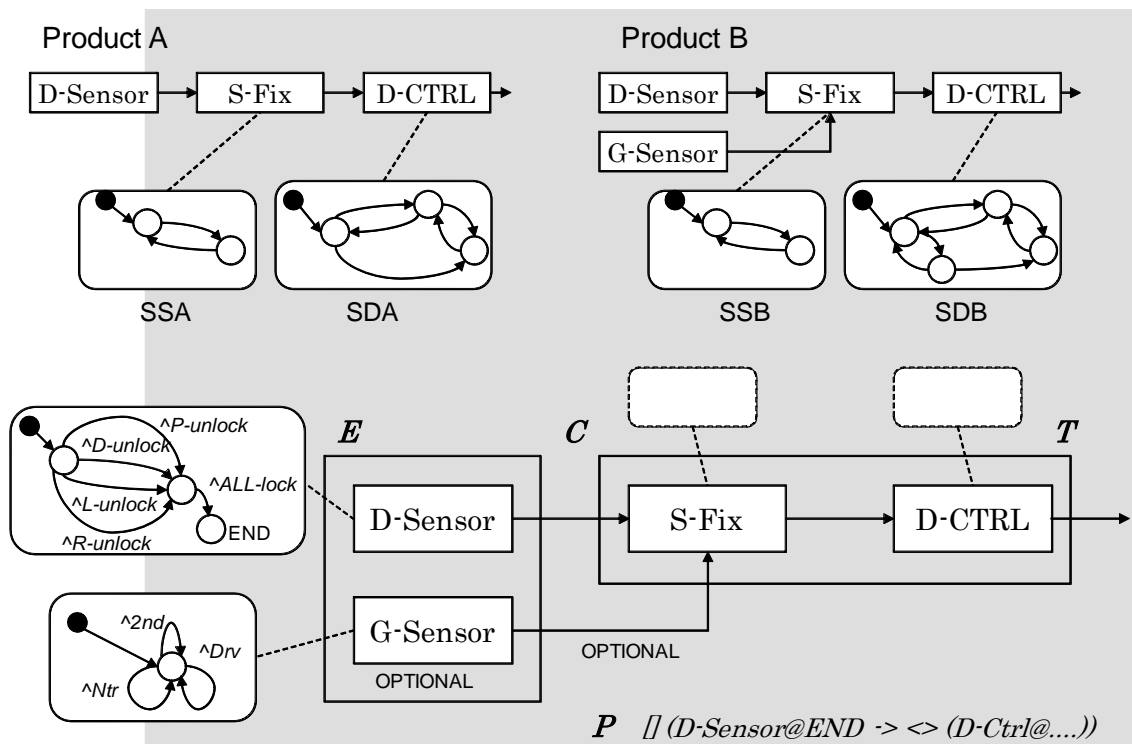 Product A
D-Sensor
S-Fix
D-CTRL
SSA
SDA
Product B
D-Sensor
S-Fix
D-CTRL
G-Sensor
SSB
SDB
^P-unlock
^D-unlock
^L-unlock
^R-unlock
^ALL-lock
END
^2nd
^Drv
^Ntr
E
D-Sensor
G-Sensor
OPTIONAL
OPTIONAL
C
T
S-Fix
D-CTRL
P [] (D-Sensor@END -> <> (D-Ctrl@....))